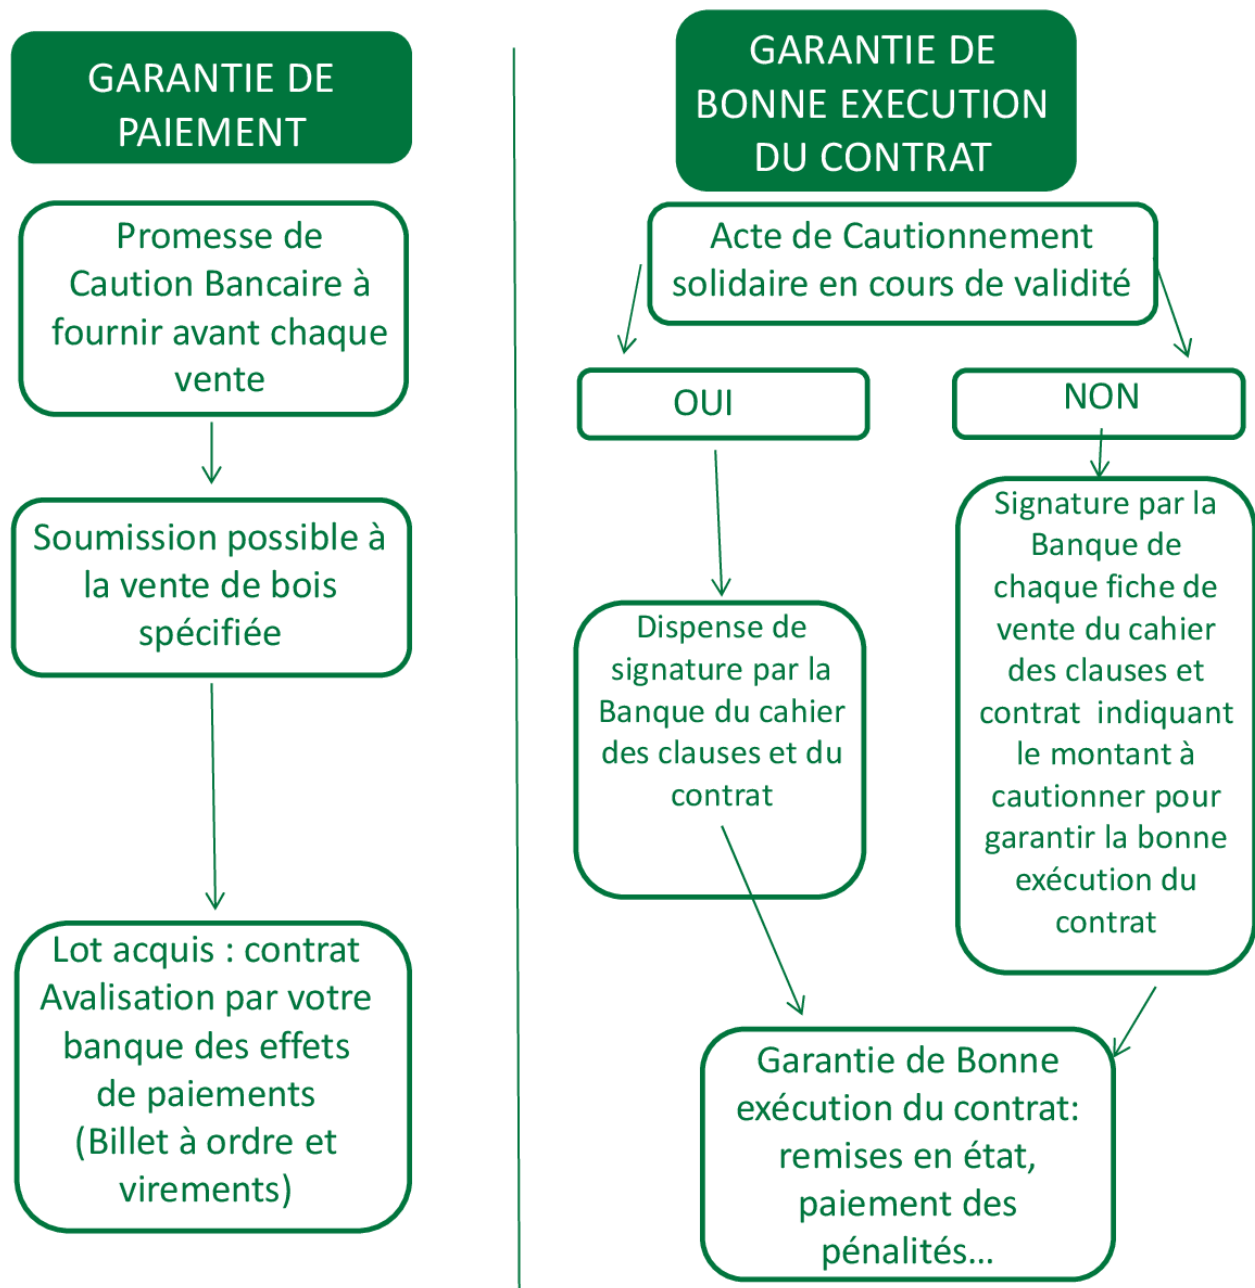 GARANTIE DE
PAIEMENT
Promesse de
Caution Bancaire à
fournir avant chaque
vente
Soumission possible à
la vente de bois
spécifiée
Lot acquis : contrat
Avalisation par votre
banque des effets
de paiements
(Billet à ordre et
virements)
GARANTIE DE
BONNE EXECUTION
DU CONTRAT
Acte de Cautionnement
solidaire en cours de validité
OUI
NON
Dispense de
signature par la
Banque du cahier
des clauses et du
contrat
Signature par la
Banque de
chaque fiche de
vente du cahier
des clauses et
contrat  indiquant
le montant à
cautionner pour
garantir la bonne
exécution du
contrat
Garantie de Bonne
exécution du contrat:
remises en état,
paiement des
pénalités…